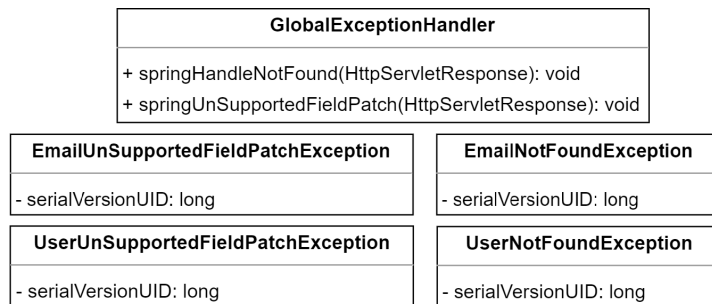 GlobalExceptionHandler
+ springHandleNotFound(HttpServletResponse): void
+ springUnSupportedFieldPatch(HttpServletResponse): void
EmailUnSupportedFieldPatchException
- serialVersionUID: long
EmailNotFoundException
- serialVersionUID: long
UserUnSupportedFieldPatchException
- serialVersionUID: long
UserNotFoundException
- serialVersionUID: long